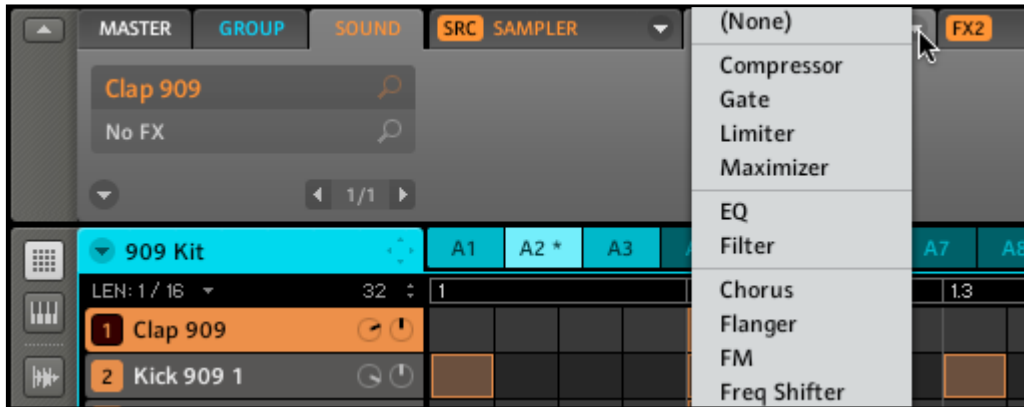 MASTER GROUP SOUND SRC SAMPLER (None) FX2
Compressor
Clap 909
Gate
No FX
Limiter
Maximizer
1/1
EQ
909 Kit A1 A2 * A3 Filter A7 A8
LEN: 1 / 16 32 1 Chorus 1.3
1 Clap 909 Flanger
FM
2 Kick 909 1
Freq Shifter